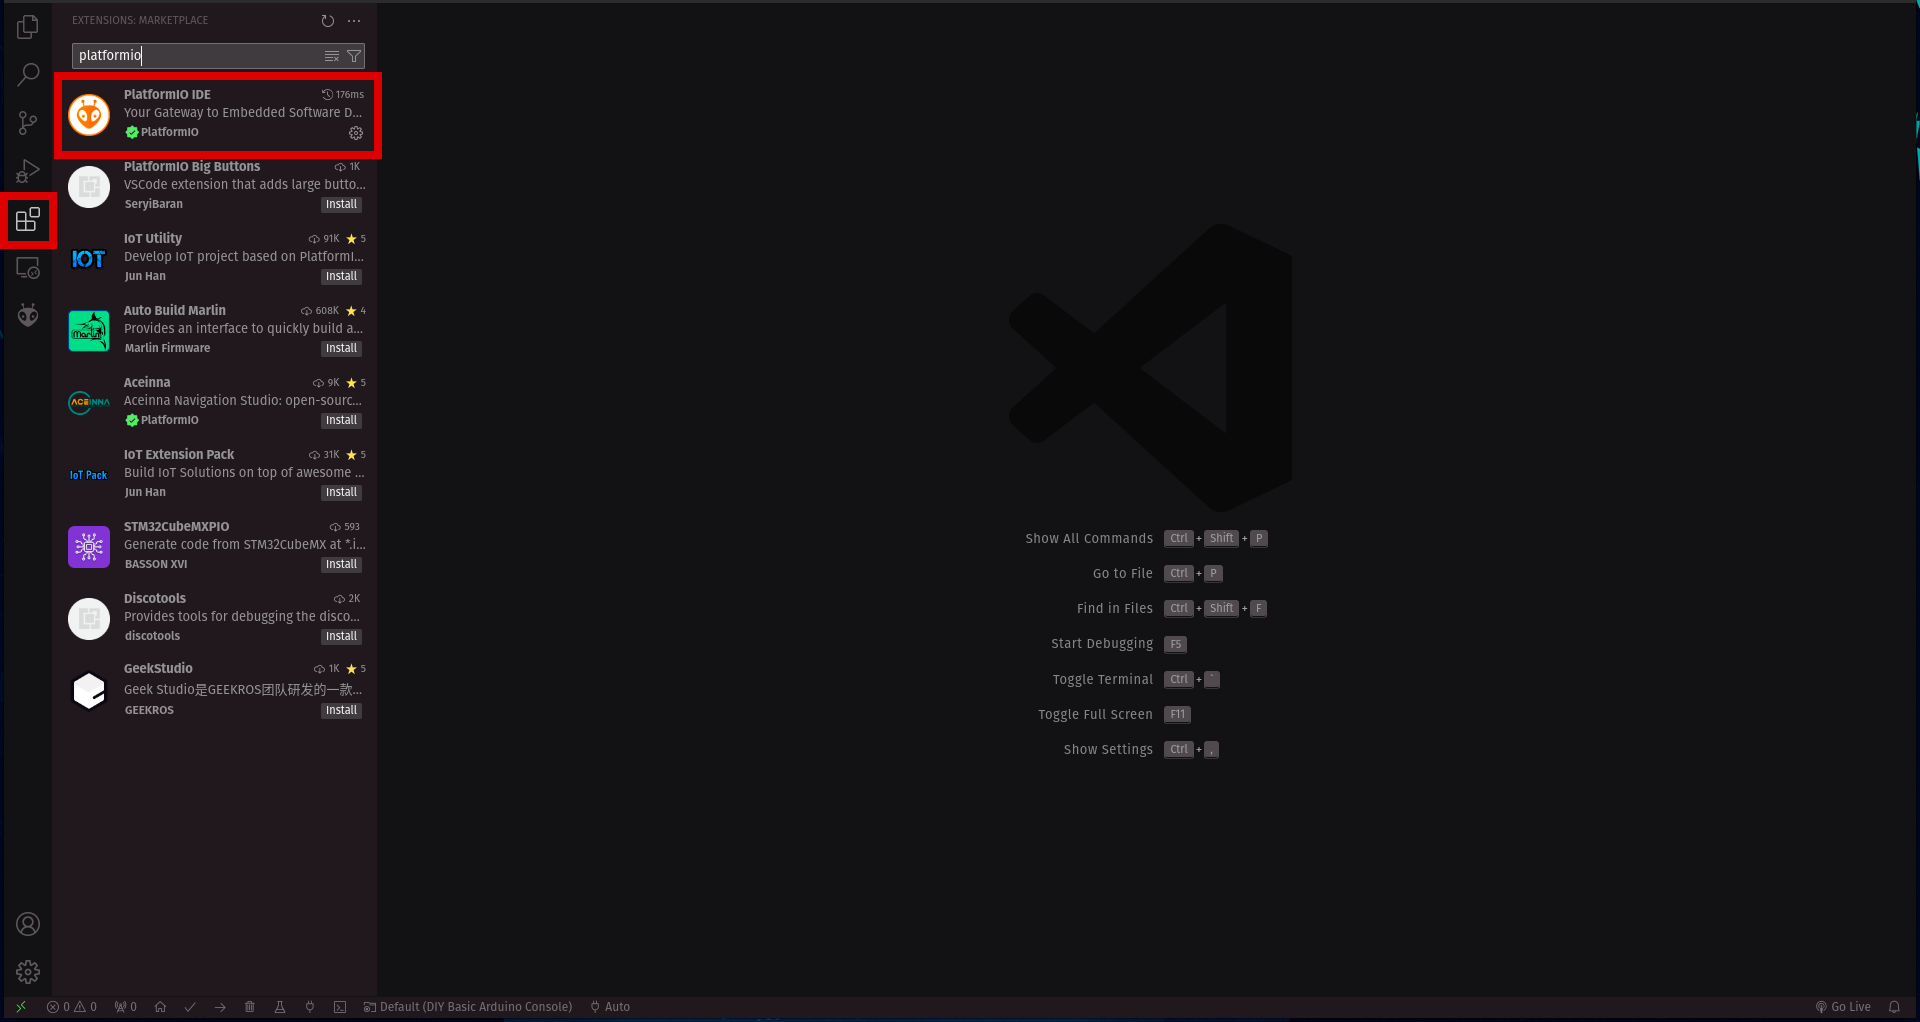 EXTENSIONS: MARKETPLACE
platformio
PlatformIO IDE 176ms
Your Gateway to Embedded Software D...
PlatformIO
PlatformIO Big Buttons 1K
VSCode extension that adds large butto...
SeryiBaran Install
IoT Utility 91K 5
IOT
Develop IoT project based on PlatformI...
Jun Han Install
Auto Build Marlin 608K 4
Provides an interface to quickly build a...
Marlin
Marlin Firmware Install
Aceinna 9K 5
ACEINNA
Aceinna Navigation Studio: open-sourc...
PlatformIO Install
IoT Extension Pack 31K 5
Build IoT Solutions on top of awesome ...
IoT Pack
Jun Han Install
STM32CubeMXPIO 593
Generate code from STM32CubeMX at *.i...
BASSON XVI Install
Discotools 2K
Provides tools for debugging the disco...
discotools Install
GeekStudio 1K 5
Geek Studio是GEEKROS团队研发的一款...
GEEKROS Install
Show All Commands Ctrl + Shift + P
Go to File Ctrl + P
Find in Files Ctrl + Shift + F
Start Debugging F5
Toggle Terminal Ctrl + `
Toggle Full Screen F11
Show Settings Ctrl + ,
0 0 0 Default (DIY Basic Arduino Console) Auto Go Live